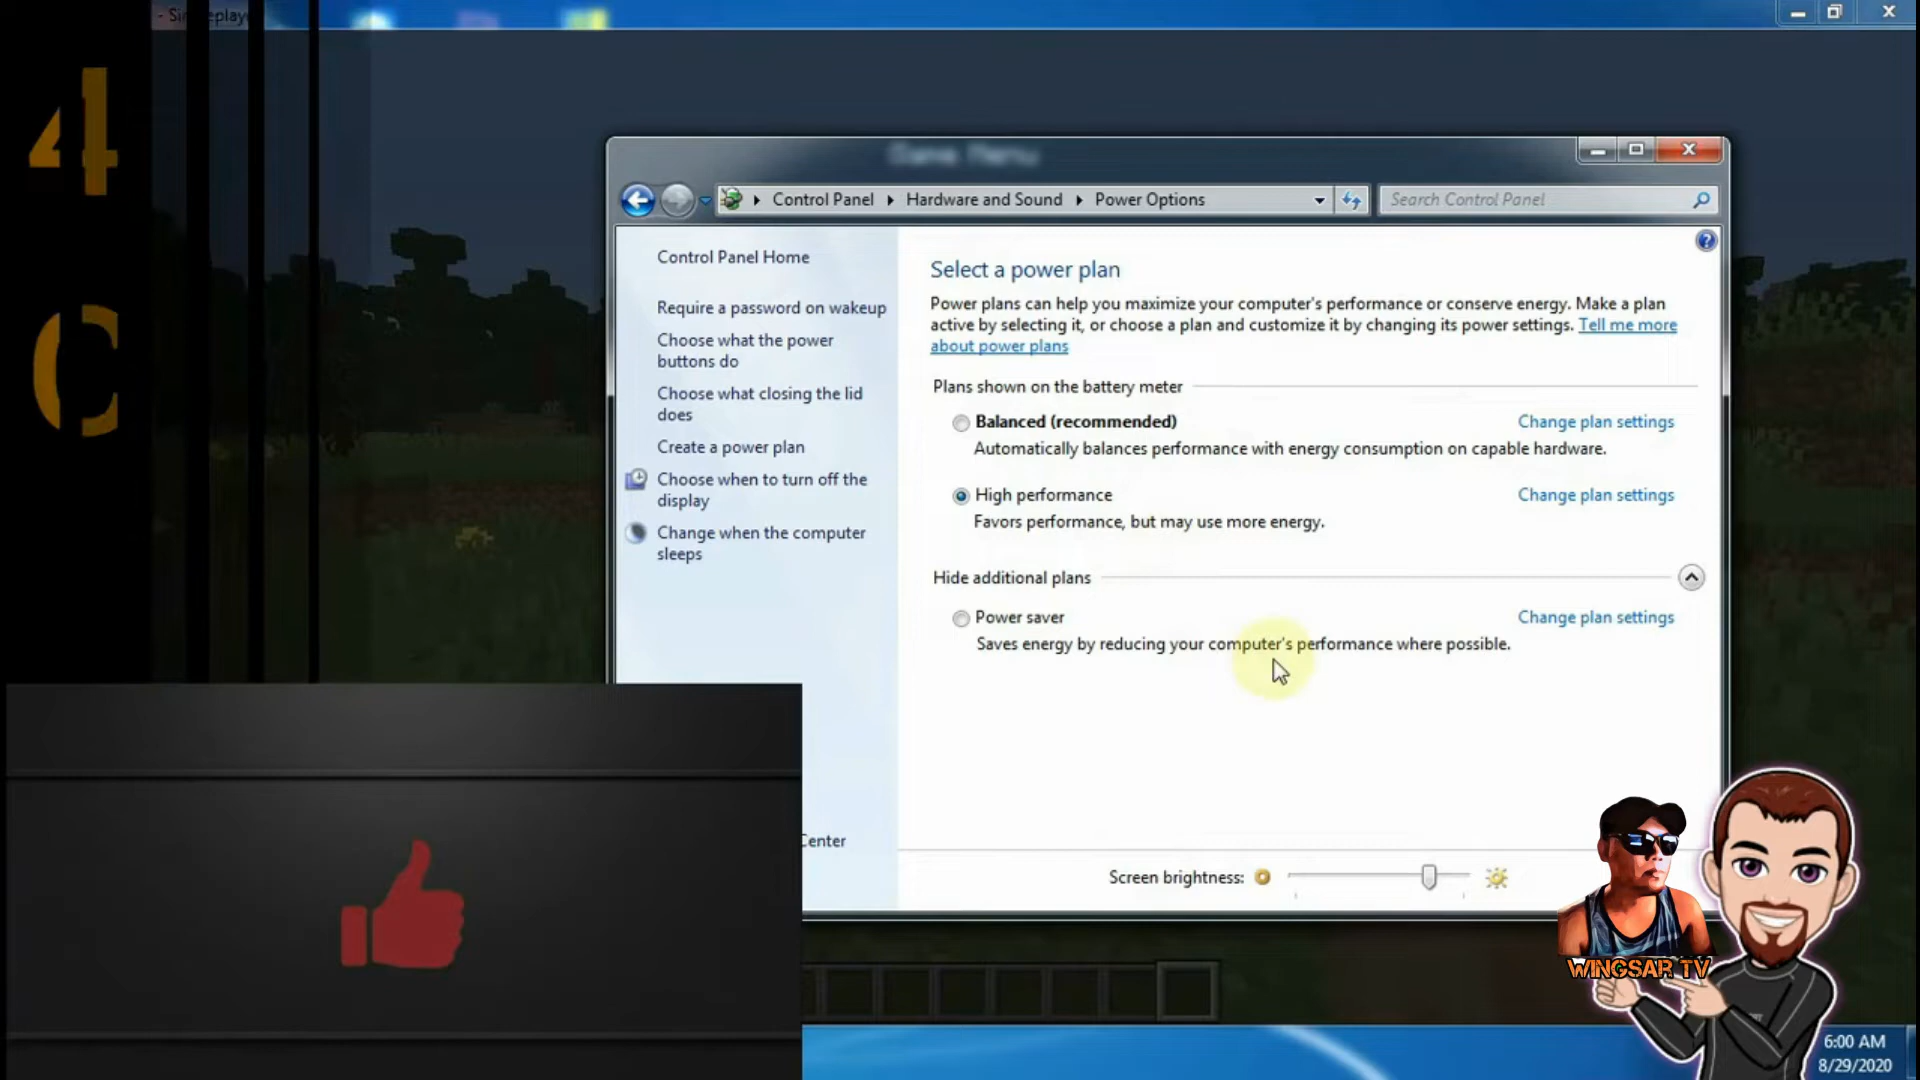 4
C
Game Menu
Control Panel
Hardware and Sound
Power Options
Search Control Panel
Control Panel Home
Require a password on wakeup
Choose what the power
buttons do
Choose what closing the lid
does
Create a power plan
Choose when to turn off the
display
Change when the computer
sleeps
Center
Select a power plan
Power plans can help you maximize your computer's performance or conserve energy. Make a plan
active by selecting it, or choose a plan and customize it by changing its power settings. Tell me more
about power plans
Plans shown on the battery meter
Balanced (recommended) Change plan settings
Automatically balances performance with energy consumption on capable hardware.
High performance Change plan settings
Favors performance, but may use more energy.
Hide additional plans
Power saver Change plan settings
Saves energy by reducing your computer's performance where possible.
Screen brightness:
WINGSAR TV
6:00 AM
8/29/2020